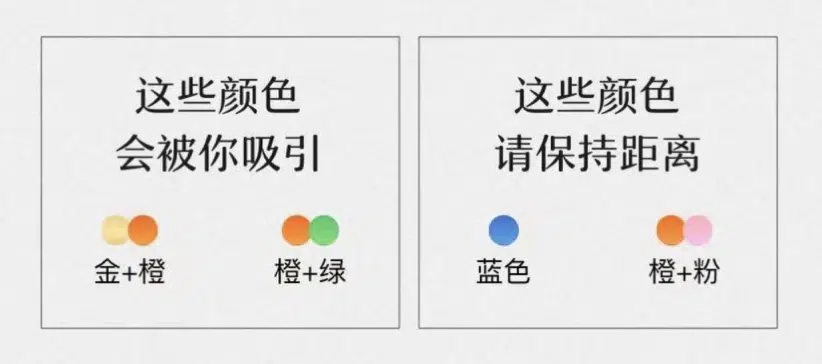 这些颜色
会被你吸引
金+橙
橙+绿
这些颜色
请保持距离
蓝色
橙+粉